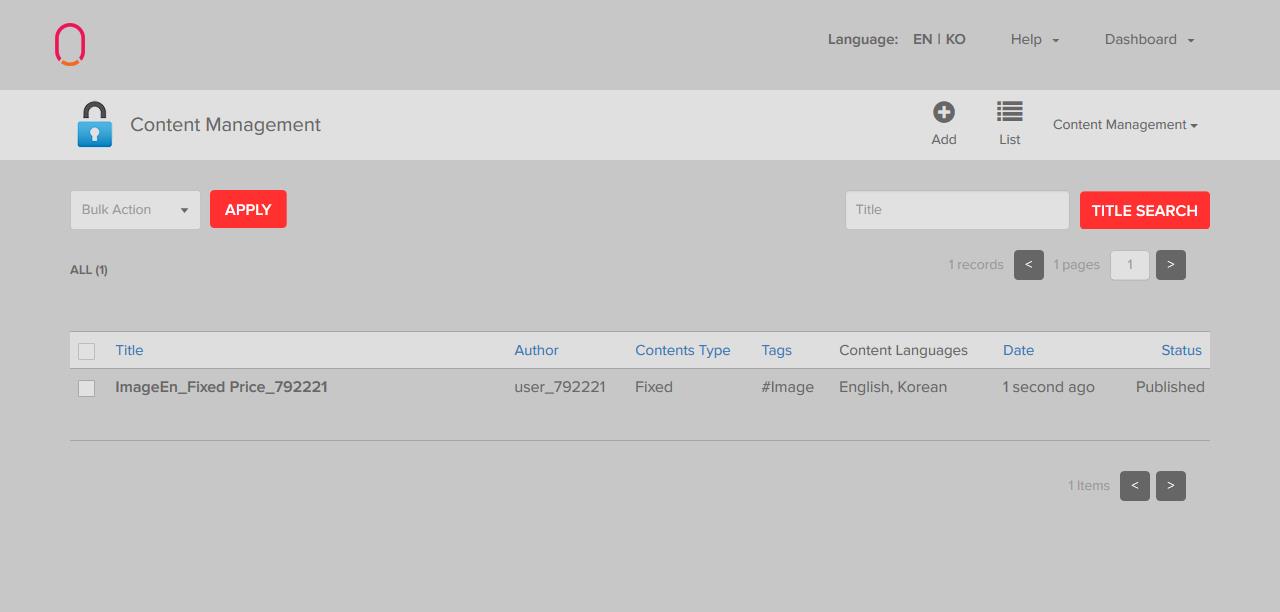 Language: EN | KO Help Dashboard
Content Management
Add
List
Content Management
Bulk Action
APPLY
Title
TITLE SEARCH
ALL (1)
1 records < 1 pages 1 >
Title Author Contents Type Tags Content Languages Date Status
ImageEn_Fixed Price_792221 user_792221 Fixed #Image English, Korean 1 second ago Published
1 Items < >